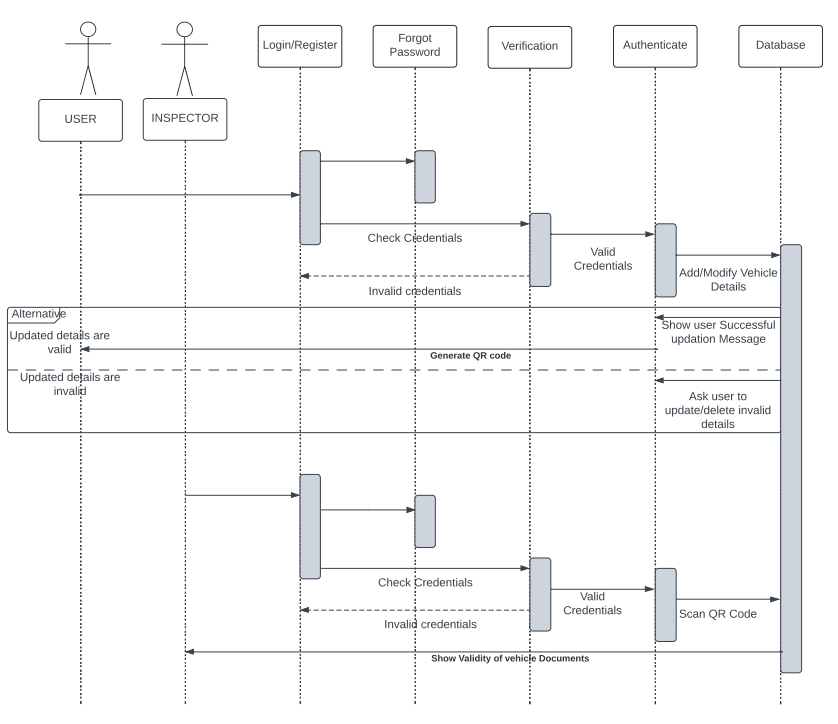 Login/Register
Forgot
Password
Verification
Authenticate
Database
USER
INSPECTOR
Check Credentials
Valid
Credentials
Add/Modify Vehicle
Details
Invalid credentials
Alternative
Show user Successful
updation Message
Updated details are
valid
Generate QR code
Updated details are
invalid
Ask user to
update/delete invalid
details
Check Credentials
Valid
Credentials
Scan QR Code
Invalid credentials
Show Validity of vehicle Documents